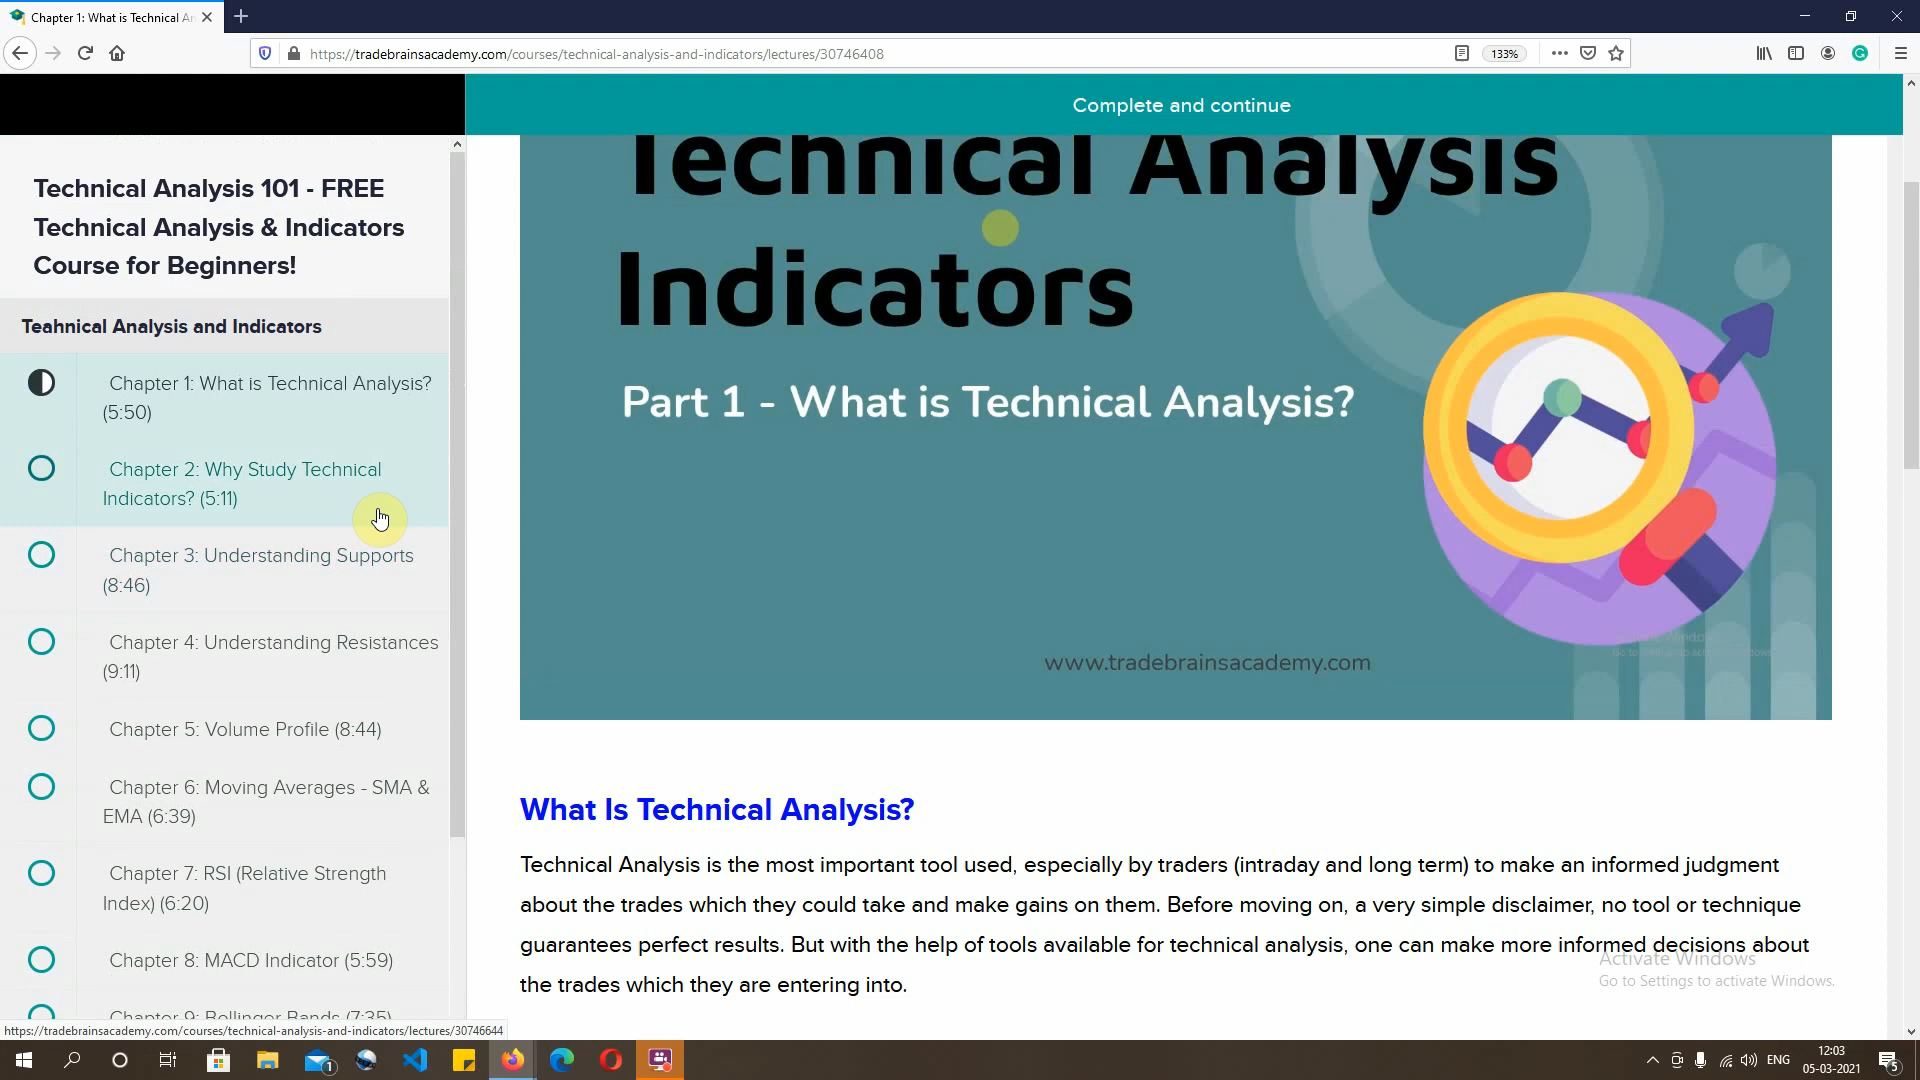 Chapter 1: What is Technical An
https://tradebrainsacademy.com/courses/technical-analysis-and-indicators/lectures/30746408
133%
Complete and continue
Technical Analysis 101 - FREE
Technical Analysis & Indicators
Course for Beginners!
Teahnical Analysis and Indicators
Chapter 1: What is Technical Analysis?
(5:50)
Chapter 2: Why Study Technical
Indicators? (5:11)
Chapter 3: Understanding Supports
(8:46)
Chapter 4: Understanding Resistances
(9:11)
Chapter 5: Volume Profile (8:44)
Chapter 6: Moving Averages - SMA &
EMA (6:39)
Chapter 7: RSI (Relative Strength
Index) (6:20)
Chapter 8: MACD Indicator (5:59)
Chapter 9: Bollinger Bands (7:35)
https://tradebrainsacademy.com/courses/technical-analysis-and-indicators/lectures/30746644
Technical Analysis
Indicators
Part 1 - What is Technical Analysis?
www.tradebrainsacademy.com
What Is Technical Analysis?
Technical Analysis is the most important tool used, especially by traders (intraday and long term) to make an informed judgment
about the trades which they could take and make gains on them. Before moving on, a very simple disclaimer, no tool or technique
guarantees perfect results. But with the help of tools available for technical analysis, one can make more informed decisions about
the trades which they are entering into.
Activate Windows
Go to Settings to activate Windows.
1
ENG
12:03
05-03-2021
5